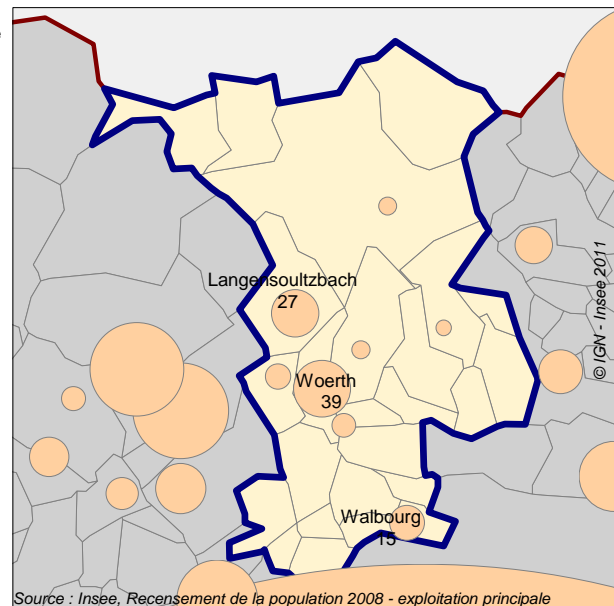 e
Langensoultzbach
27
Woerth
39
Walbourg
15
© IGN - Insee 2011
Source : Insee, Recensement de la population 2008 - exploitation principale